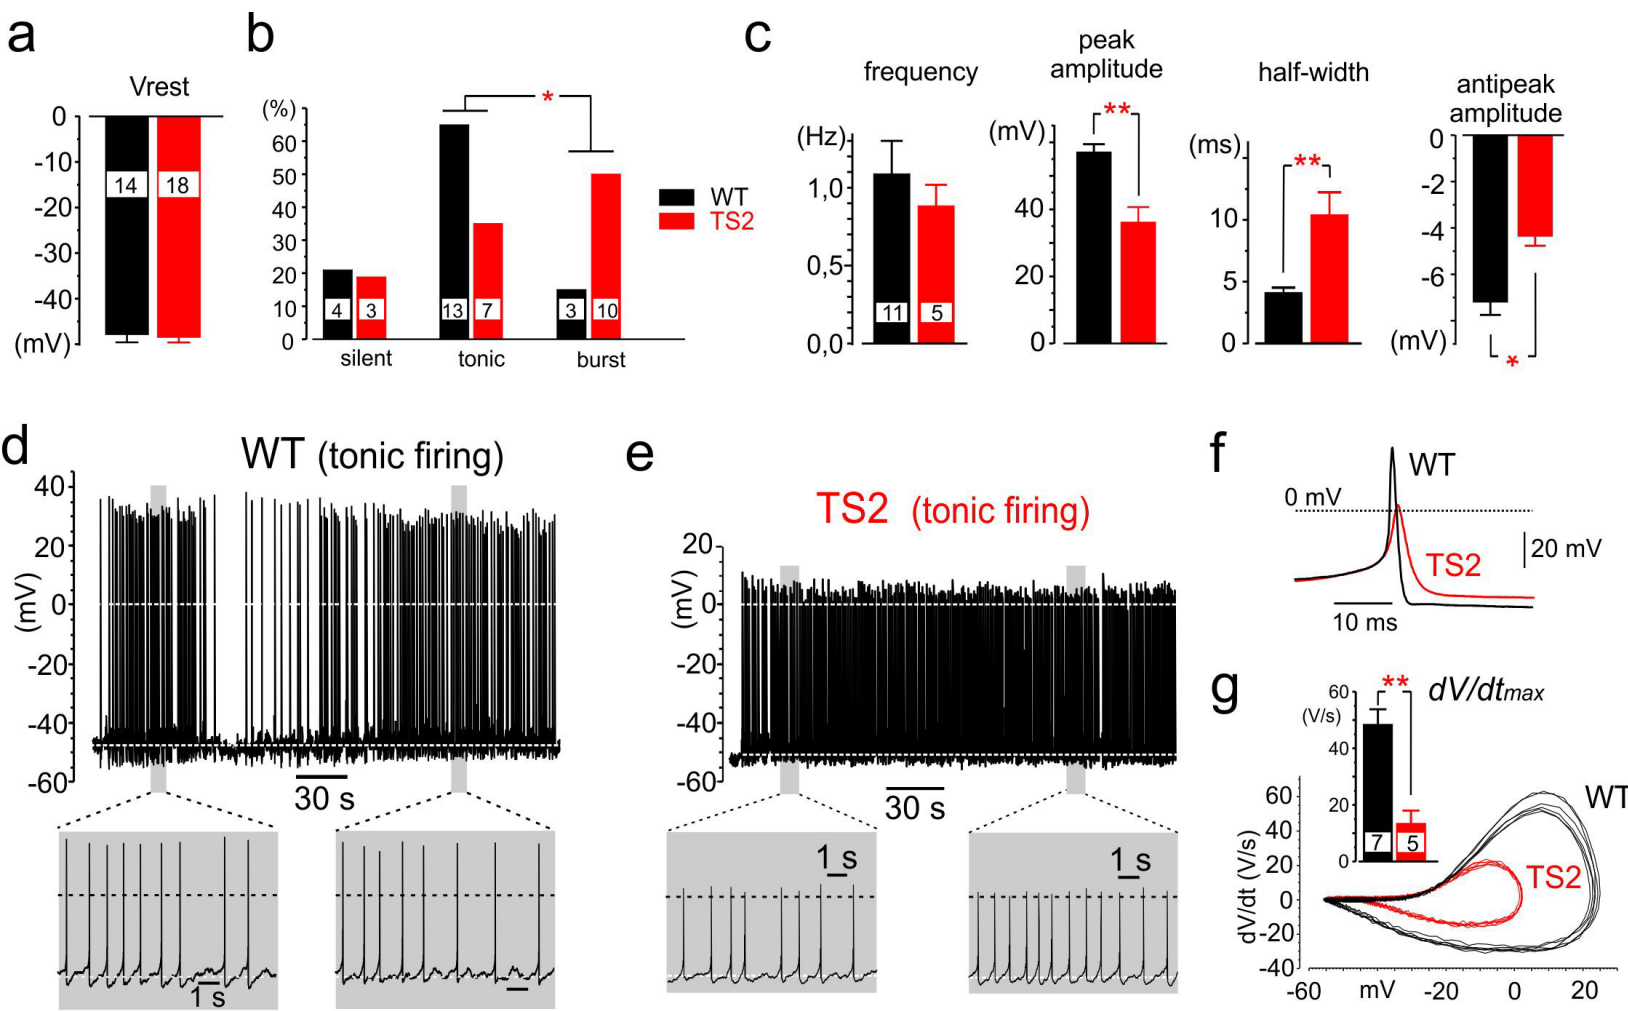 a
Vrest
0
-10
-20
-30
-40
(mV)
14
18
b
(%)
60
50
40
30
20
10
0
*
4
3
13
7
3
10
silent
tonic
burst
WT
TS2
c
frequency
(Hz)
1,0
0,5
0,0
11
5
peak
amplitude
(mV)
40
20
0
**
half-width
(ms)
10
5
0
**
antipeak
amplitude
0
-2
-4
-6
(mV)
*
d
WT (tonic firing)
40
20
0
-20
-40
-60
(mV)
30 s
1 s
e
TS2 (tonic firing)
20
0
-20
-40
-60
(mV)
30 s
1 s
1 s
f
WT
0 mV
20 mV
TS2
10 ms
g
60
(V/s)
40
20
0
**
dV/dtmax
7
5
WT
TS2
60
40
20
0
-20
-40
dV/dt (V/s)
-60
mV
-20
0
20